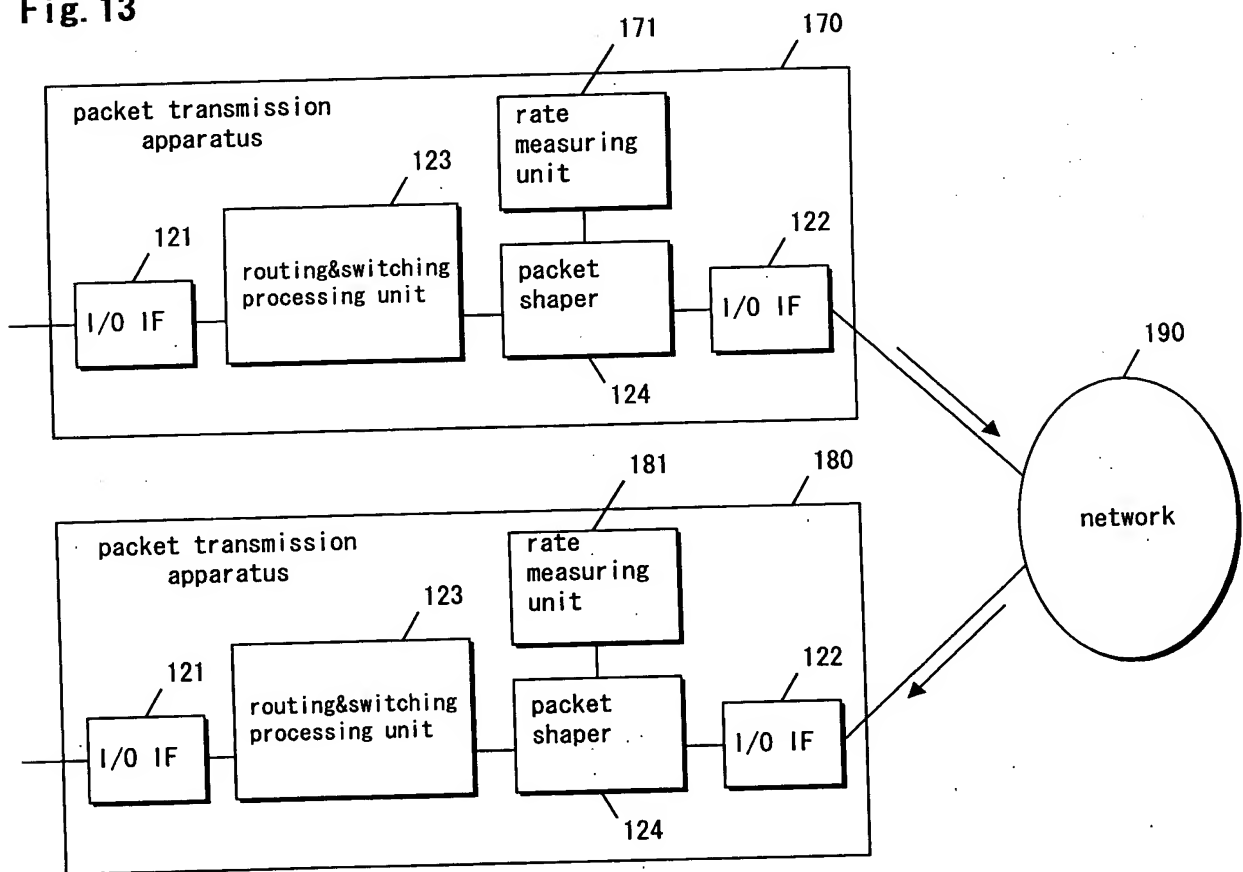 Fig. 13
171
170
packet transmission
apparatus
rate
measuring
unit
123
121
122
routing&switching
processing unit
packet
shaper
I/O IF
I/O IF
124
190
network
181
180
packet transmission
apparatus
rate
measuring
unit
123
121
122
routing&switching
processing unit
packet
shaper
I/O IF
I/O IF
124